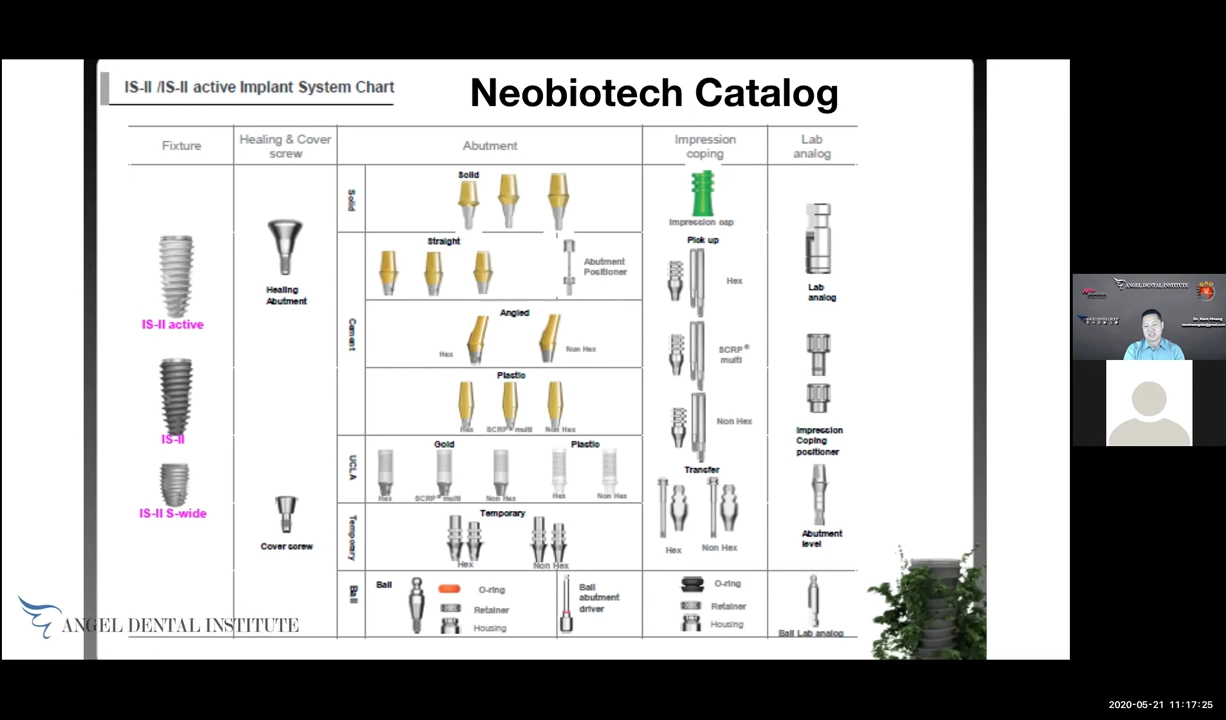 IS-II /IS-II active Implant System Chart
Neobiotech Catalog
Fixture
Healing & Cover
screw
Abutment
Impression
coping
Lab
analog
IS-II active
IS-II
IS-II S-wide
Healing
Abutment
Cover screw
Solid
Solid
Cement
Straight
Abutment
Positioner
Angled
Hex
Non Hex
Plastic
Hex
SCRP® multi
Non Hex
UCLA
Gold
Plastic
Hex
SCRP® multi
Non Hex
Hex
Non Hex
Temporary
Temporary
Hex
Non Hex
Ball
Ball
O-ring
Retainer
Housing
Ball
abutment
driver
Impression cap
Pick up
Hex
SCRP®
multi
Non Hex
Transfer
Hex
Non Hex
O-ring
Retainer
Housing
Lab
analog
Impression
Coping
positioner
Abutment
level
Ball Lab analog
ANGEL DENTAL INSTITUTE
ANGEL DENTAL INSTITUTE
2020-05-21 11:17:25